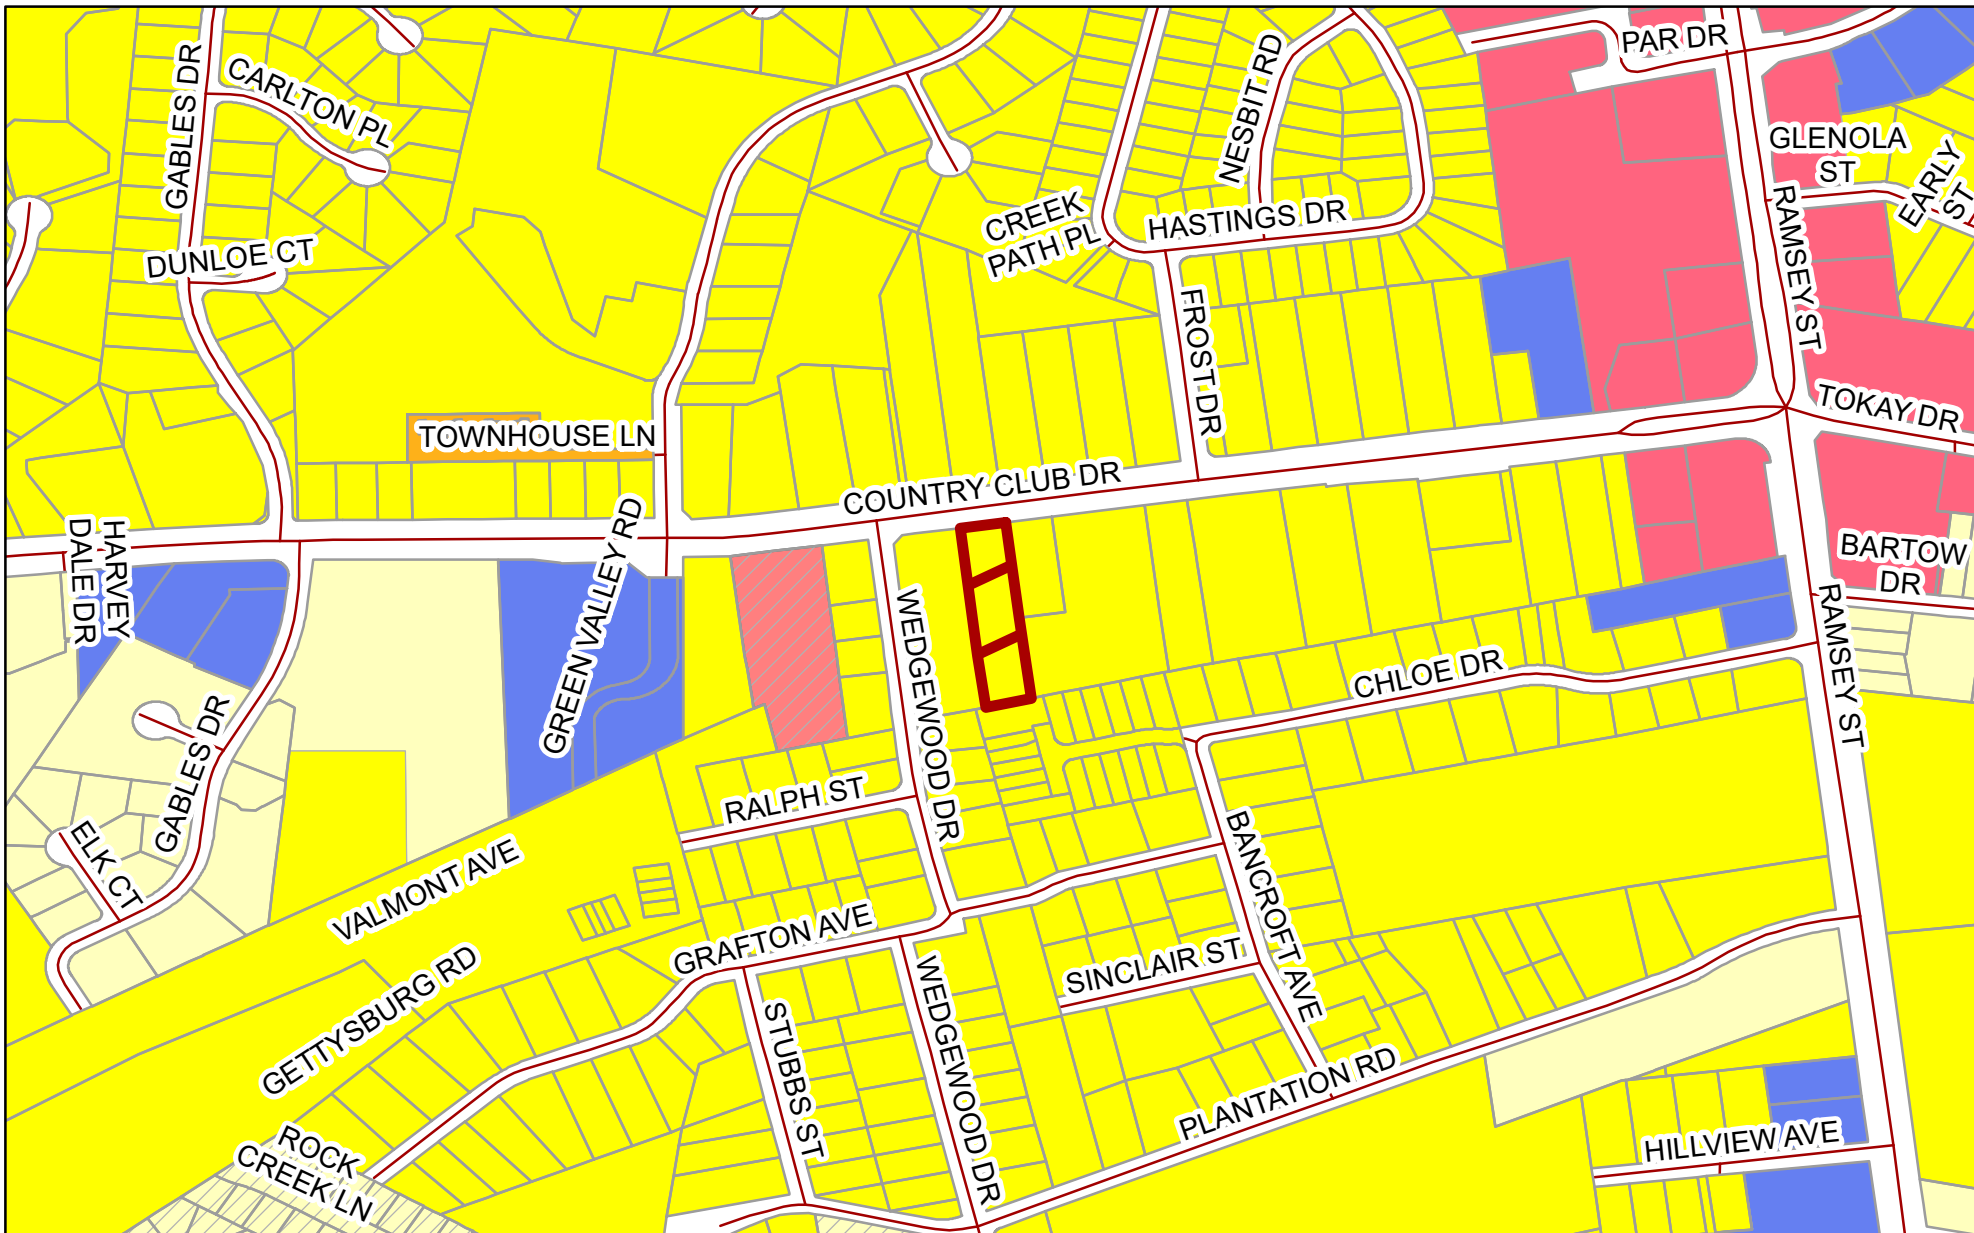 PAR DR
GABLES DR
CARLTON PL
NESBIT RD
GLENOLA
ST
EARLY
ST
CREEK
PATH PL
HASTINGS DR
RAMSEY ST
DUNLOE CT
FROST DR
TOKAY DR
TOWNHOUSE LN
COUNTRY CLUB DR
HARVEY
DALE DR
GREEN VALLEY RD
BARTOW
DR
WEDGEWOOD DR
RAMSEY ST
CHLOE DR
GABLES DR
RALPH ST
ELK CT
VALMONT AVE
BANCROFT AVE
GRAFTON AVE
GETTYSBURG RD
SINCLAIR ST
WEDGEWOOD DR
STUBBS ST
PLANTATION RD
HILLVIEW AVE
ROCK
CREEK LN